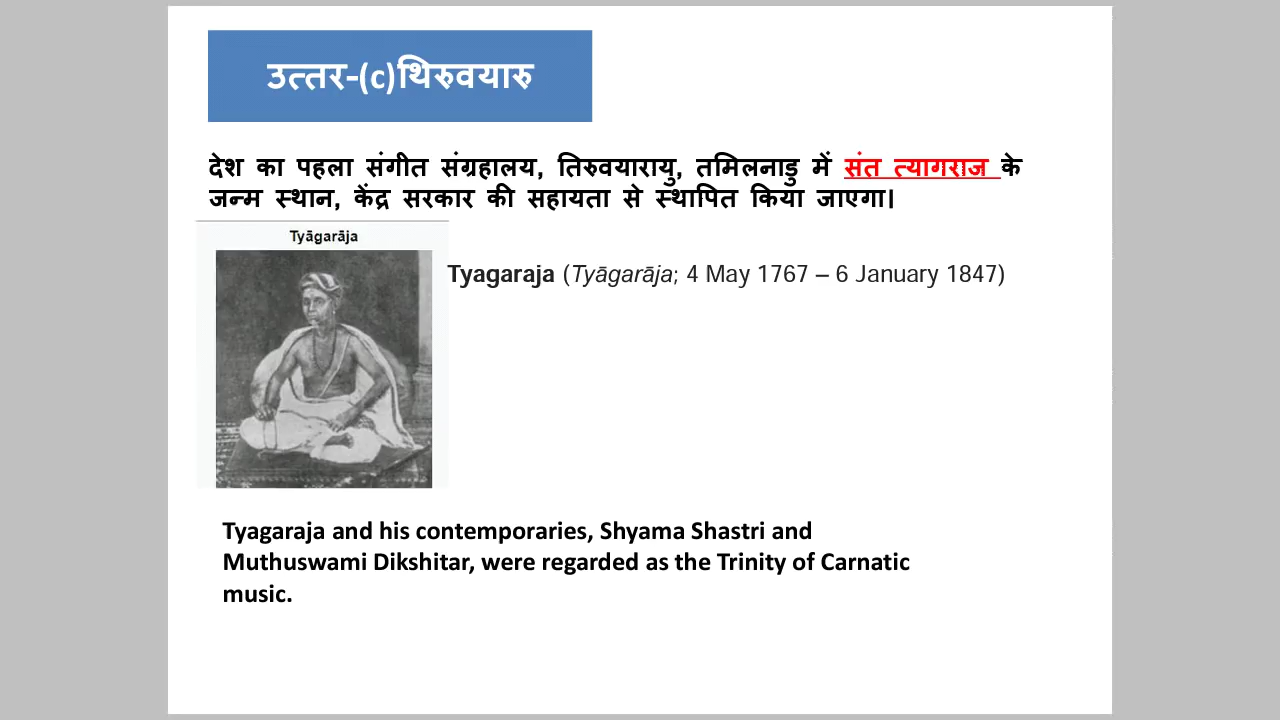 उत्तर-(c)थिरुवयारु
देश का पहला संगीत संग्रहालय, तिरुवयारायु, तमिलनाडु में संत त्यागराज के
जन्म स्थान, केंद्र सरकार की सहायता से स्थापित किया जाएगा।
Tyāgarāja
Tyagaraja (Tyāgarāja; 4 May 1767 – 6 January 1847)
Tyagaraja and his contemporaries, Shyama Shastri and
Muthuswami Dikshitar, were regarded as the Trinity of Carnatic
music.